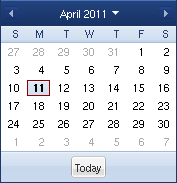 April 2011
S M T W T F S
27 28 29 30 31 1 2
3 4 5 6 7 8 9
10 11 12 13 14 15 16
17 18 19 20 21 22 23
24 25 26 27 28 29 30
1 2 3 4 5 6 7
Today